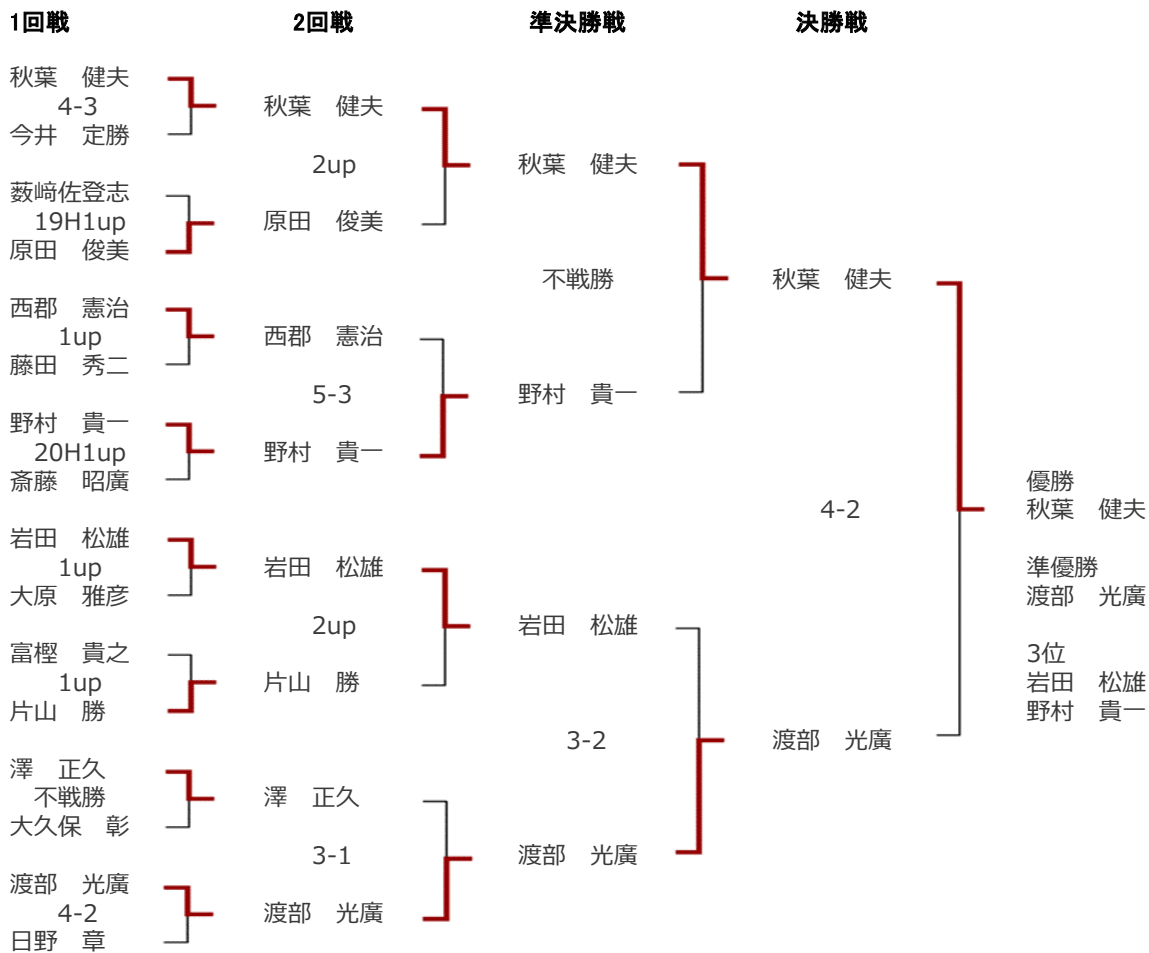 1回戦
2回戦
準決勝戦
決勝戦
秋葉　健夫
4-3
今井　定勝
薮﨑佐登志
19H1up
原田　俊美
西郡　憲治
1up
藤田　秀二
野村　貴一
20H1up
斎藤　昭廣
岩田　松雄
1up
大原　雅彦
富樫　貴之
1up
片山　勝
澤　正久
不戦勝
大久保　彰
渡部　光廣
4-2
日野　章
秋葉　健夫
2up
原田　俊美
西郡　憲治
5-3
野村　貴一
岩田　松雄
2up
片山　勝
澤　正久
3-1
渡部　光廣
秋葉　健夫
不戦勝
野村　貴一
岩田　松雄
3-2
渡部　光廣
秋葉　健夫
4-2
渡部　光廣
優勝
秋葉　健夫
準優勝
渡部　光廣
3位
岩田　松雄
野村　貴一